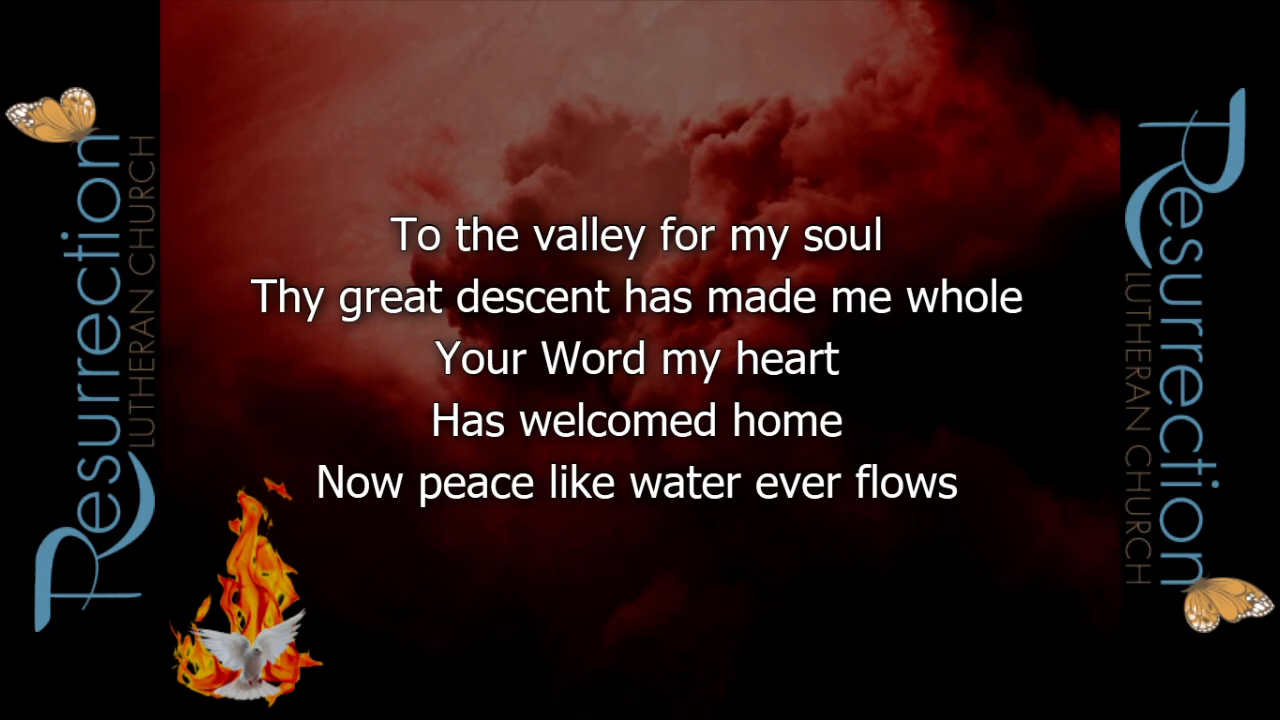 Resurrection
LUTHERAN CHURCH
To the valley for my soul
Thy great descent has made me whole
Your Word my heart
Has welcomed home
Now peace like water ever flows
Resurrection
LUTHERAN CHURCH